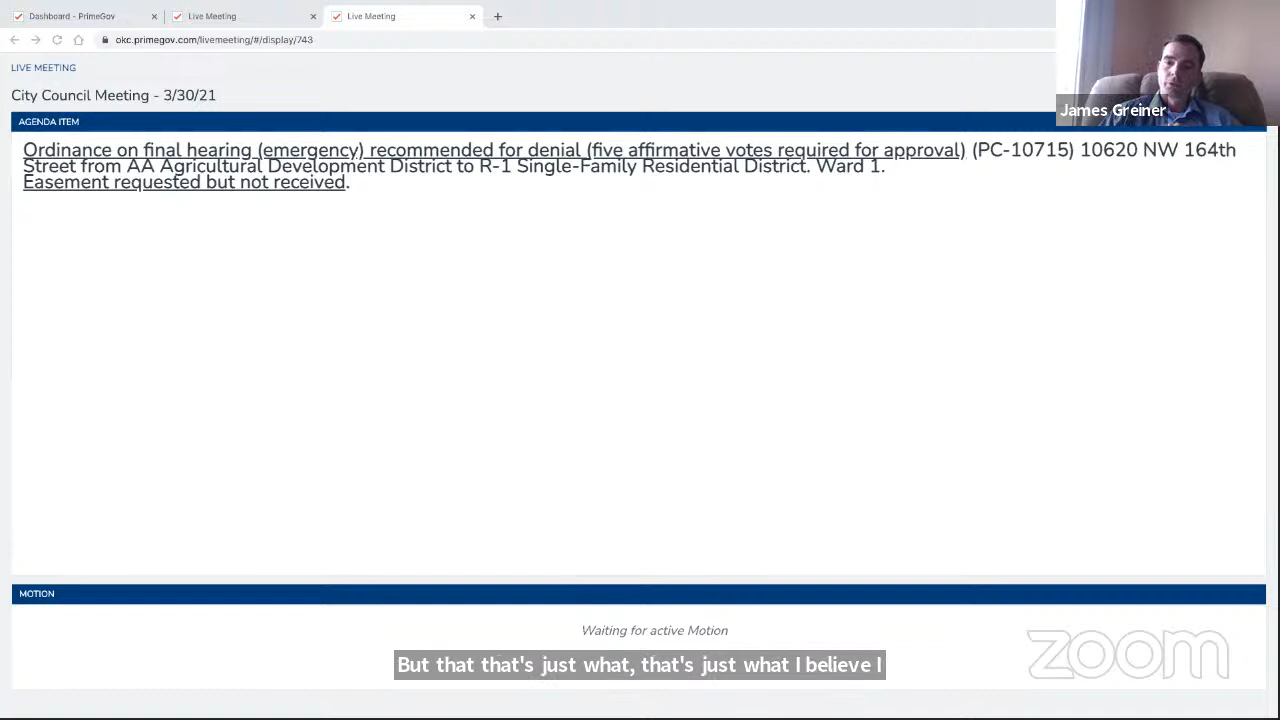 Dashboard - PrimeGov
Live Meeting
Live Meeting
okc.primegov.com/livemeeting/#/display/743
LIVE MEETING
City Council Meeting - 3/30/21
James Greiner
AGENDA ITEM
Ordinance on final hearing (emergency) recommended for denial (five affirmative votes required for approval) (PC-10715) 10620 NW 164th
Street from AA Agricultural Development District to R-1 Single-Family Residential District. Ward 1.
Easement requested but not received.
MOTION
Waiting for active Motion
But that that's just what, that's just what I believe I
zoom